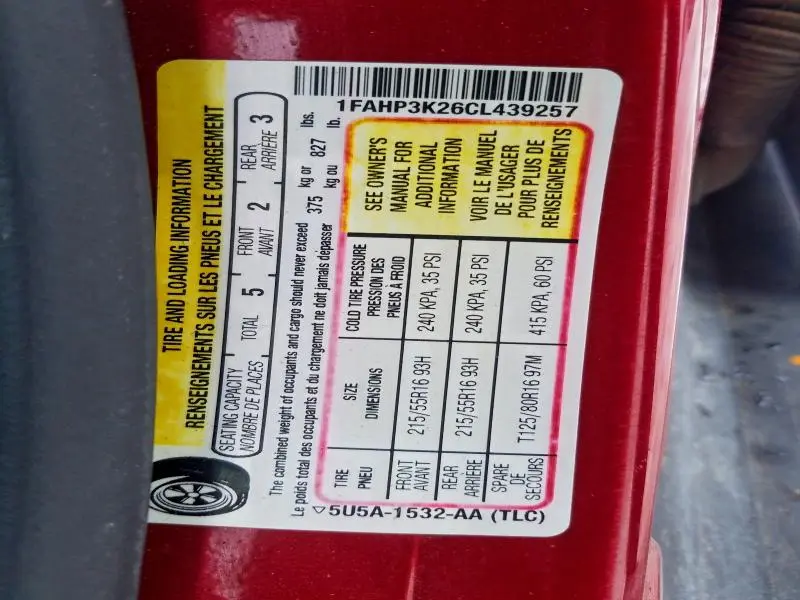 TIRE AND LOADING INFORMATION
RENSEIGNEMENTS SUR LES PNEUS ET LE CHARGEMENT
SEATING CAPACITY
NOMBRE DE PLACES
TOTAL 5
FRONT
AVANT
2
REAR
ARRIÈRE
3
The combined weight of occupants and cargo should never exceed
Le poids total des occupants et du chargement ne doit jamais dépasser
375
kg or
kg ou
827
lbs.
lb.
TIRE
PNEU
SIZE
DIMENSIONS
COLD TIRE PRESSURE
PRESSION DES
PNEUS À FROID
FRONT
AVANT
215/55R16 93H
240 KPA, 35 PSI
REAR
ARRIÈRE
215/55R16 93H
240 KPA, 35 PSI
SPARE
DE
SECOURS
T125/80R16 97M
415 KPA, 60 PSI
SEE OWNER'S
MANUAL FOR
ADDITIONAL
INFORMATION
VOIR LE MANUEL
DE L'USAGER
POUR PLUS DE
RENSEIGNEMENTS
1FAHP3K26CL439257
5U5A-1532-AA (TLC)